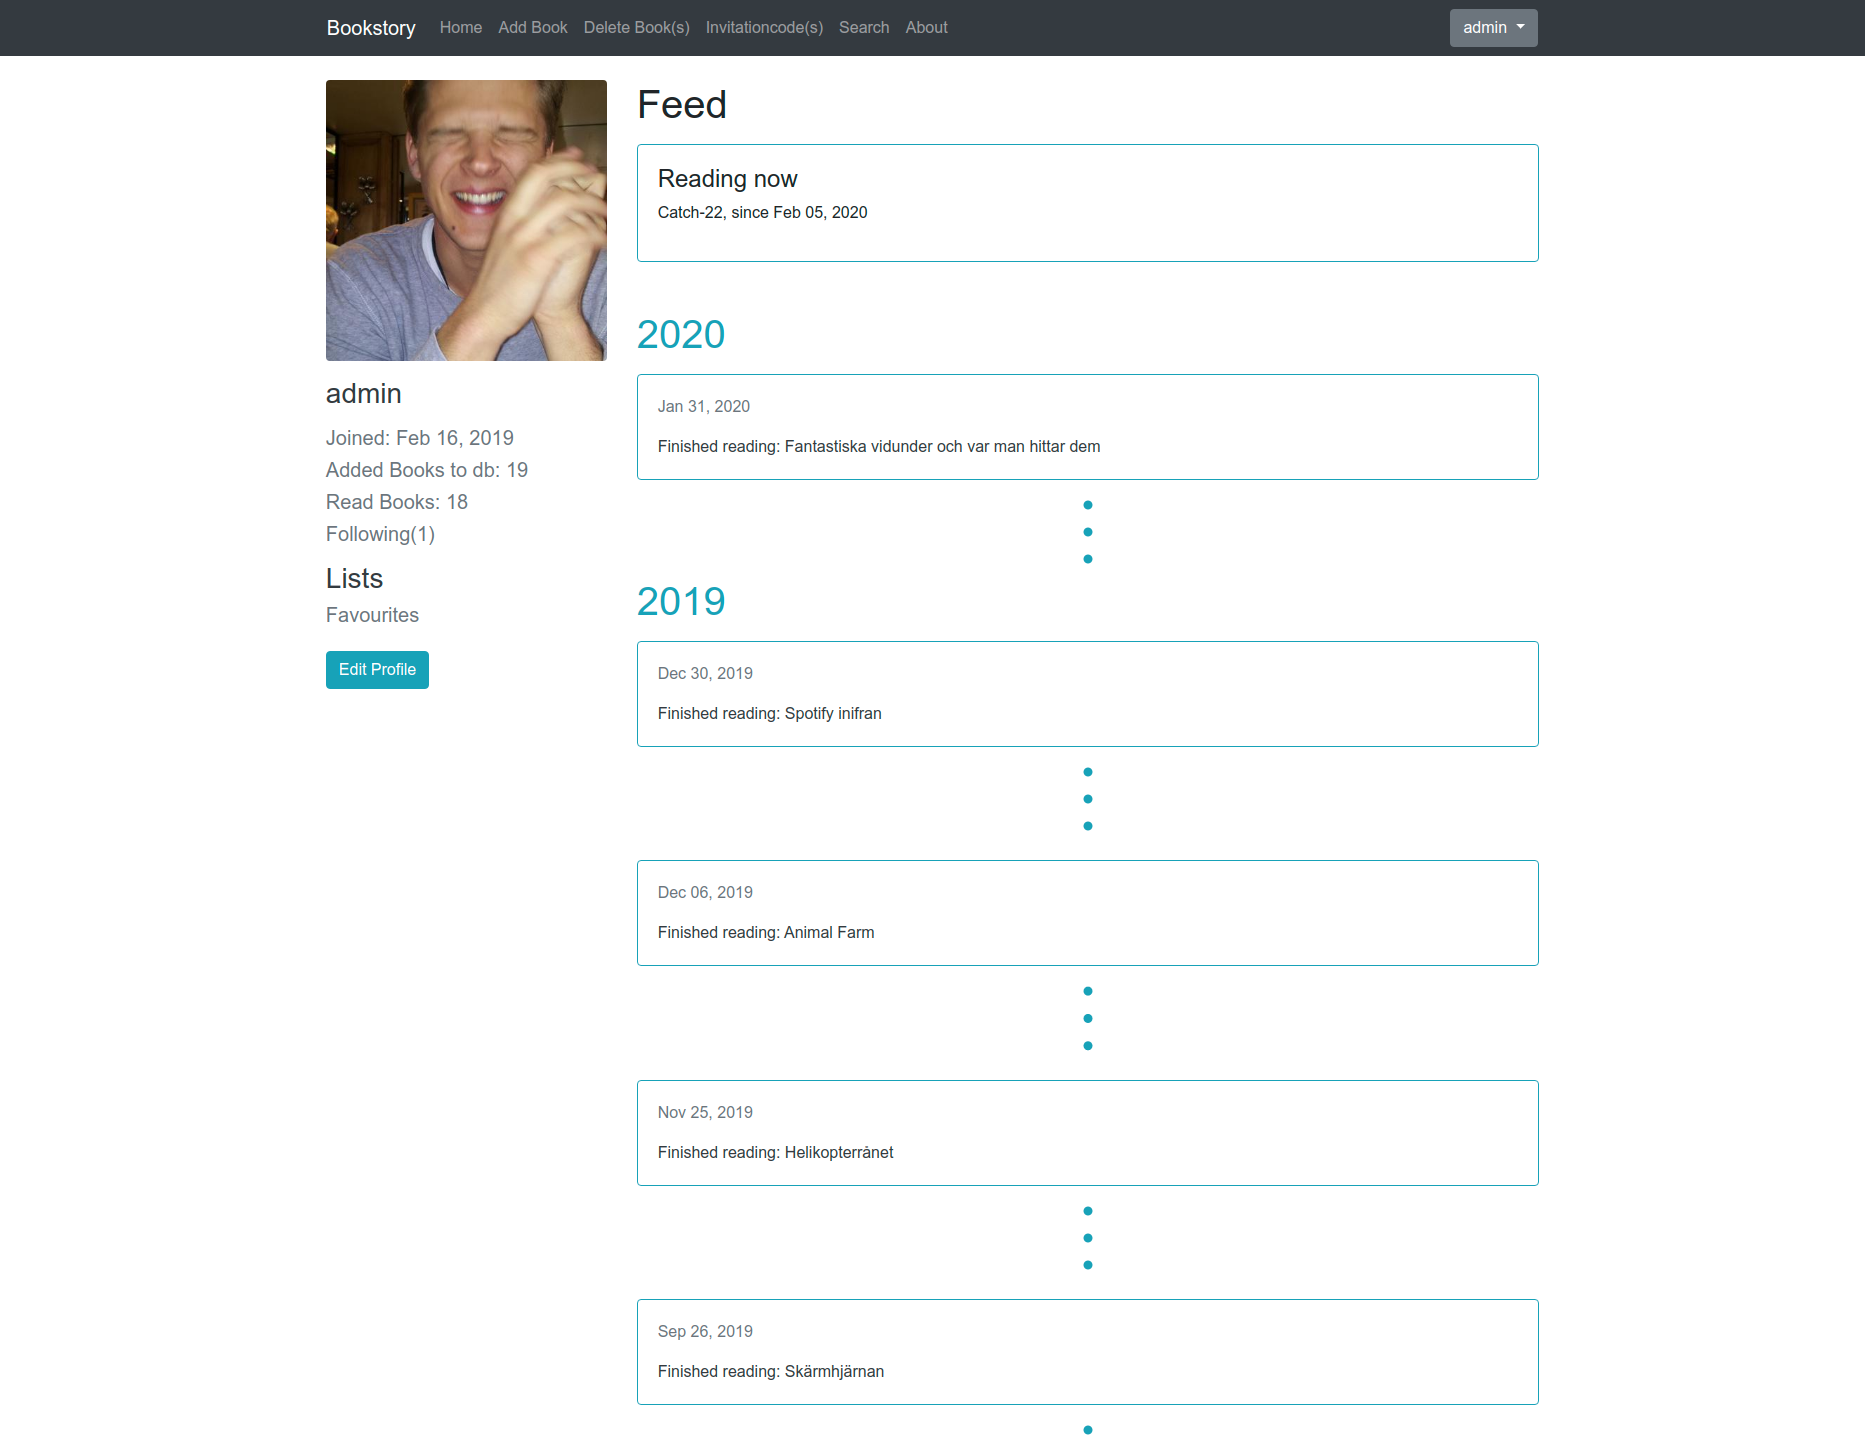 Bookstory Home Add Book Delete Book(s) Invitationcode(s) Search About admin
admin
Joined: Feb 16, 2019
Added Books to db: 19
Read Books: 18
Following(1)
Lists
Favourites
Edit Profile
Feed
Reading now
Catch-22, since Feb 05, 2020
2020
Jan 31, 2020
Finished reading: Fantastiska vidunder och var man hittar dem
2019
Dec 30, 2019
Finished reading: Spotify inifran
Dec 06, 2019
Finished reading: Animal Farm
Nov 25, 2019
Finished reading: Helikopterrånet
Sep 26, 2019
Finished reading: Skärmhjärnan